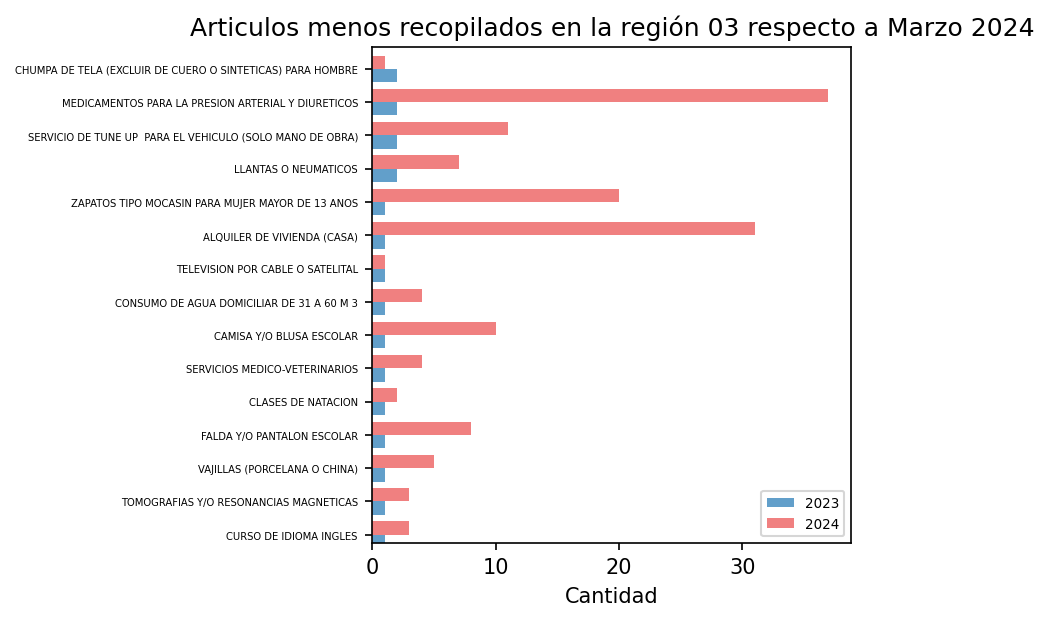 Articulos menos recopilados en la región 03 respecto a Marzo 2024
CHUMPA DE TELA (EXCLUIR DE CUERO O SINTETICAS) PARA HOMBRE
MEDICAMENTOS PARA LA PRESION ARTERIAL Y DIURETICOS
SERVICIO DE TUNE UP  PARA EL VEHICULO (SOLO MANO DE OBRA)
LLANTAS O NEUMATICOS
ZAPATOS TIPO MOCASIN PARA MUJER MAYOR DE 13 ANOS
ALQUILER DE VIVIENDA (CASA)
TELEVISION POR CABLE O SATELITAL
CONSUMO DE AGUA DOMICILIAR DE 31 A 60 M 3
CAMISA Y/O BLUSA ESCOLAR
SERVICIOS MEDICO-VETERINARIOS
CLASES DE NATACION
FALDA Y/O PANTALON ESCOLAR
VAJILLAS (PORCELANA O CHINA)
TOMOGRAFIAS Y/O RESONANCIAS MAGNETICAS
CURSO DE IDIOMA INGLES
2023
2024
0 10 20 30
Cantidad